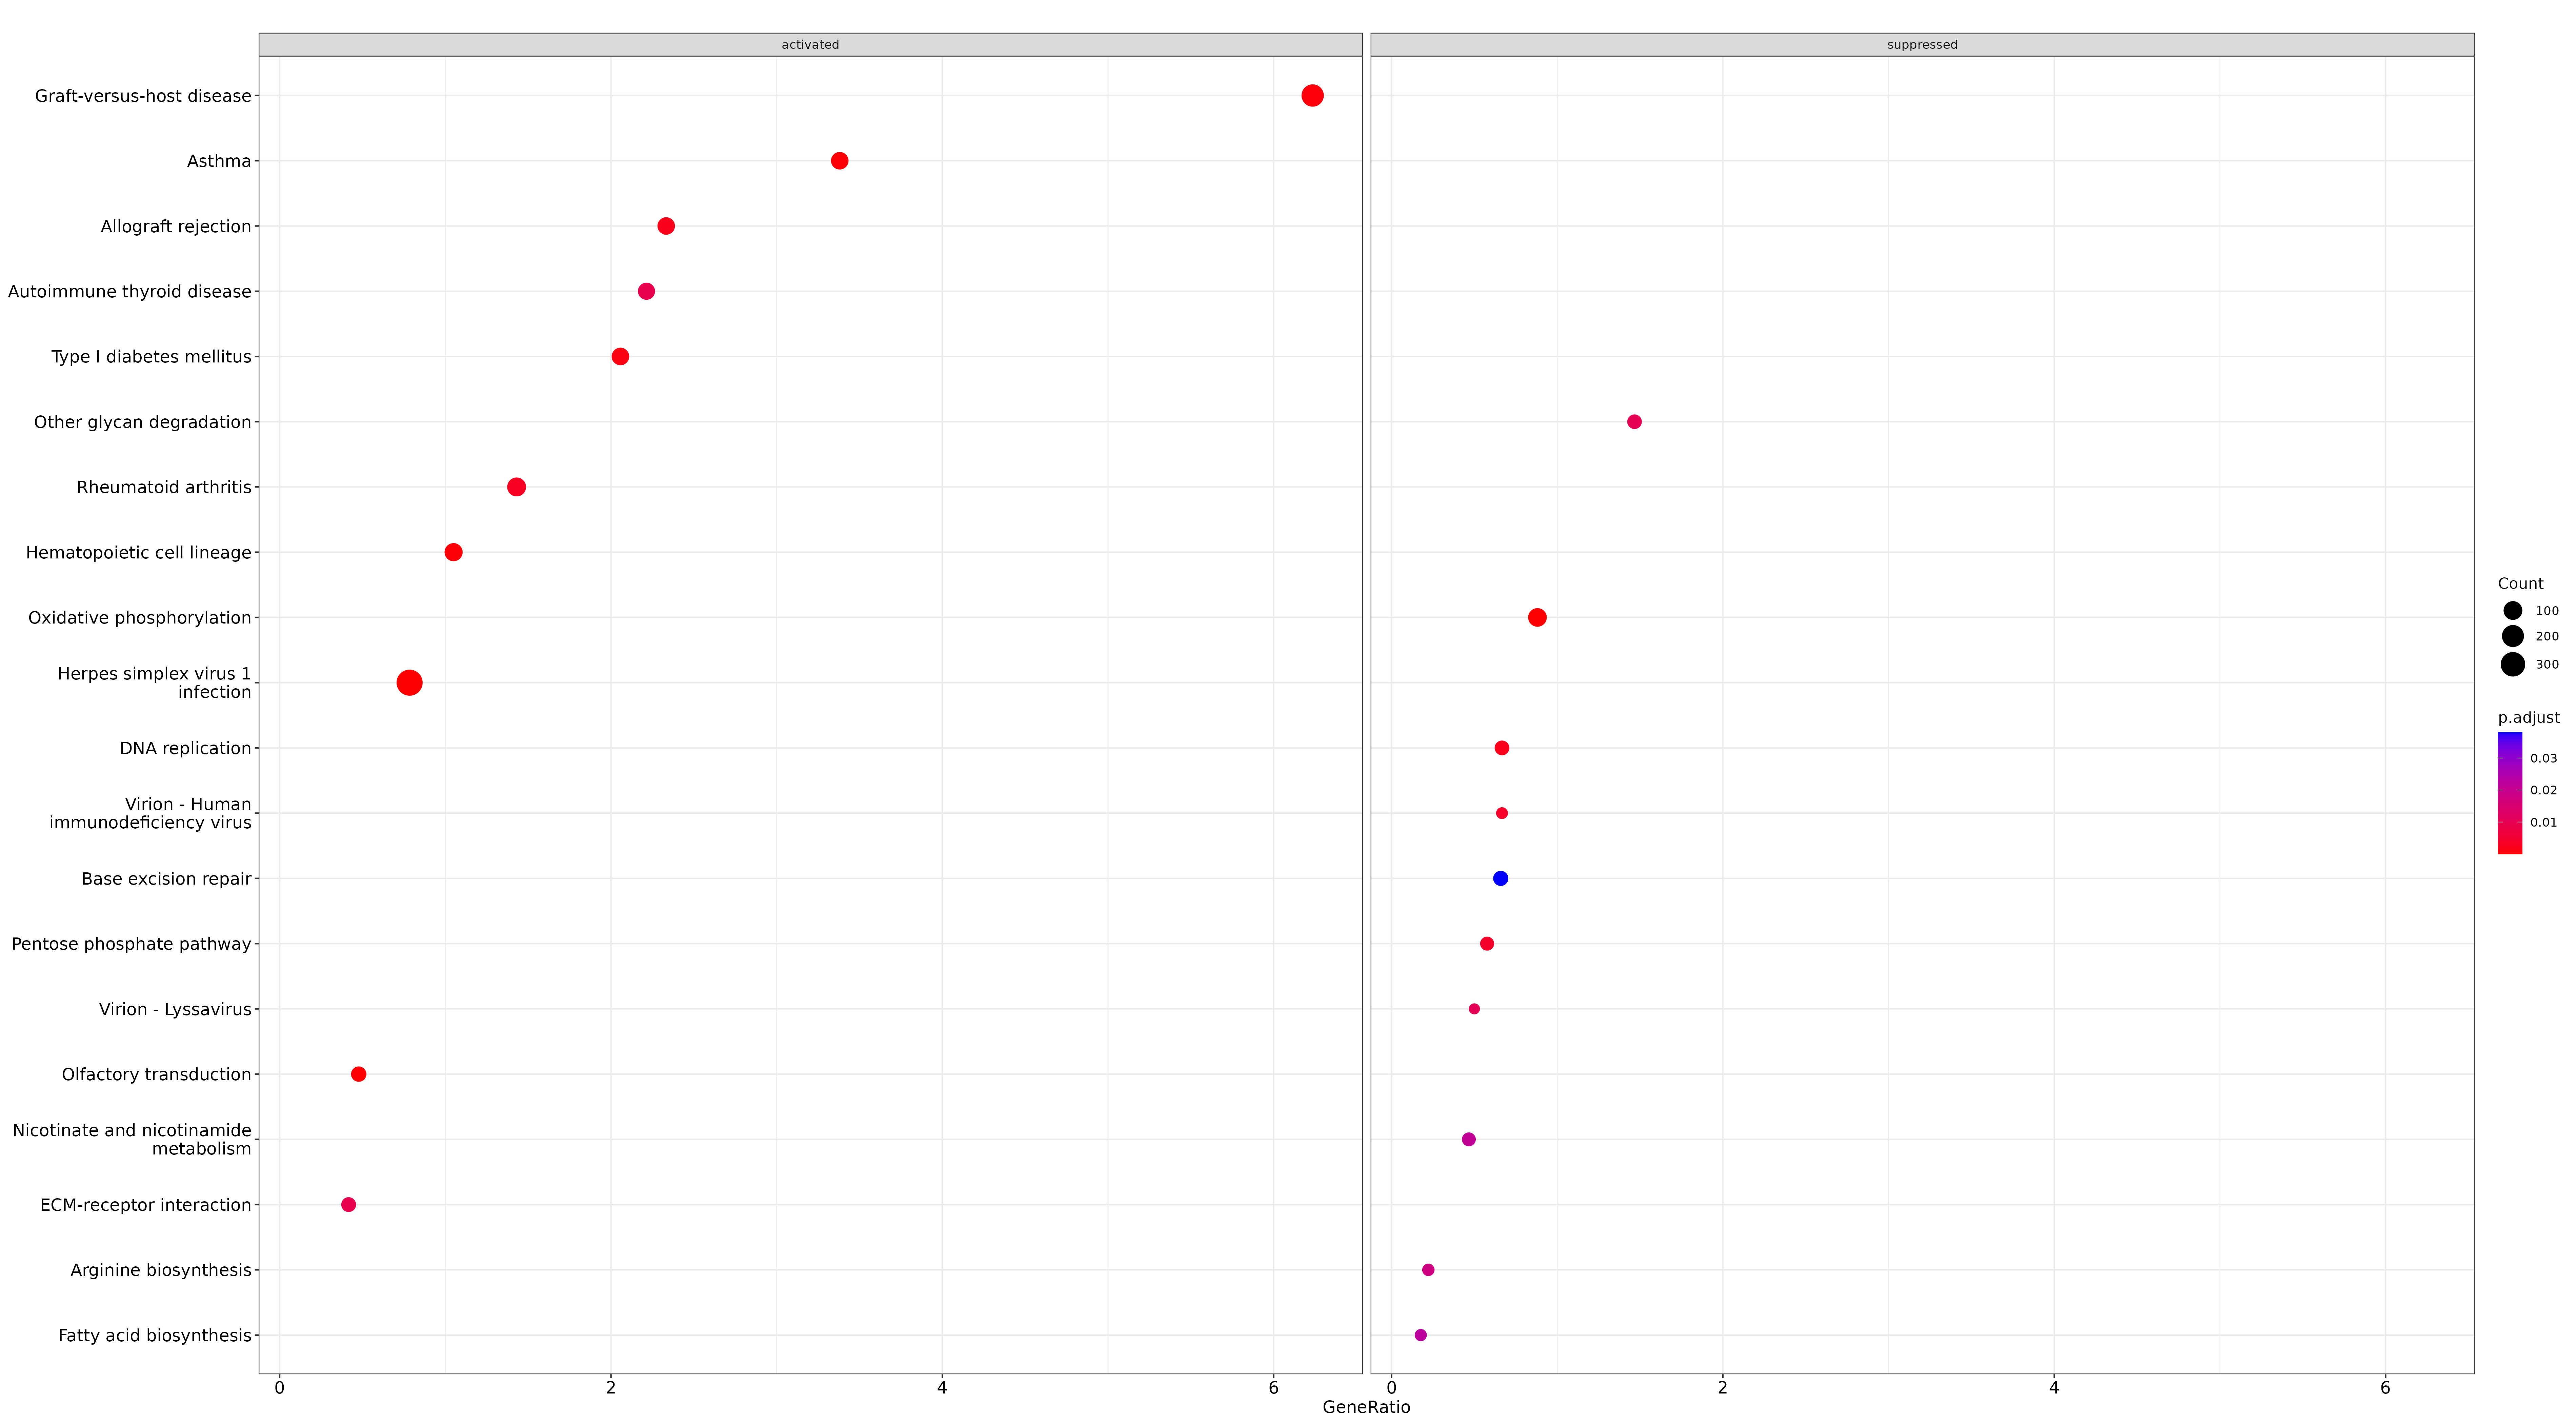 activated
suppressed
Graft-versus-host disease
Asthma
Allograft rejection
Autoimmune thyroid disease
Type I diabetes mellitus
Other glycan degradation
Rheumatoid arthritis
Hematopoietic cell lineage
Oxidative phosphorylation
Herpes simplex virus 1
infection
DNA replication
Virion - Human
immunodeficiency virus
Base excision repair
Pentose phosphate pathway
Virion - Lyssavirus
Olfactory transduction
Nicotinate and nicotinamide
metabolism
ECM-receptor interaction
Arginine biosynthesis
Fatty acid biosynthesis
0 2 4 6
0 2 4 6
GeneRatio
Count
100
200
300
p.adjust
0.03
0.02
0.01